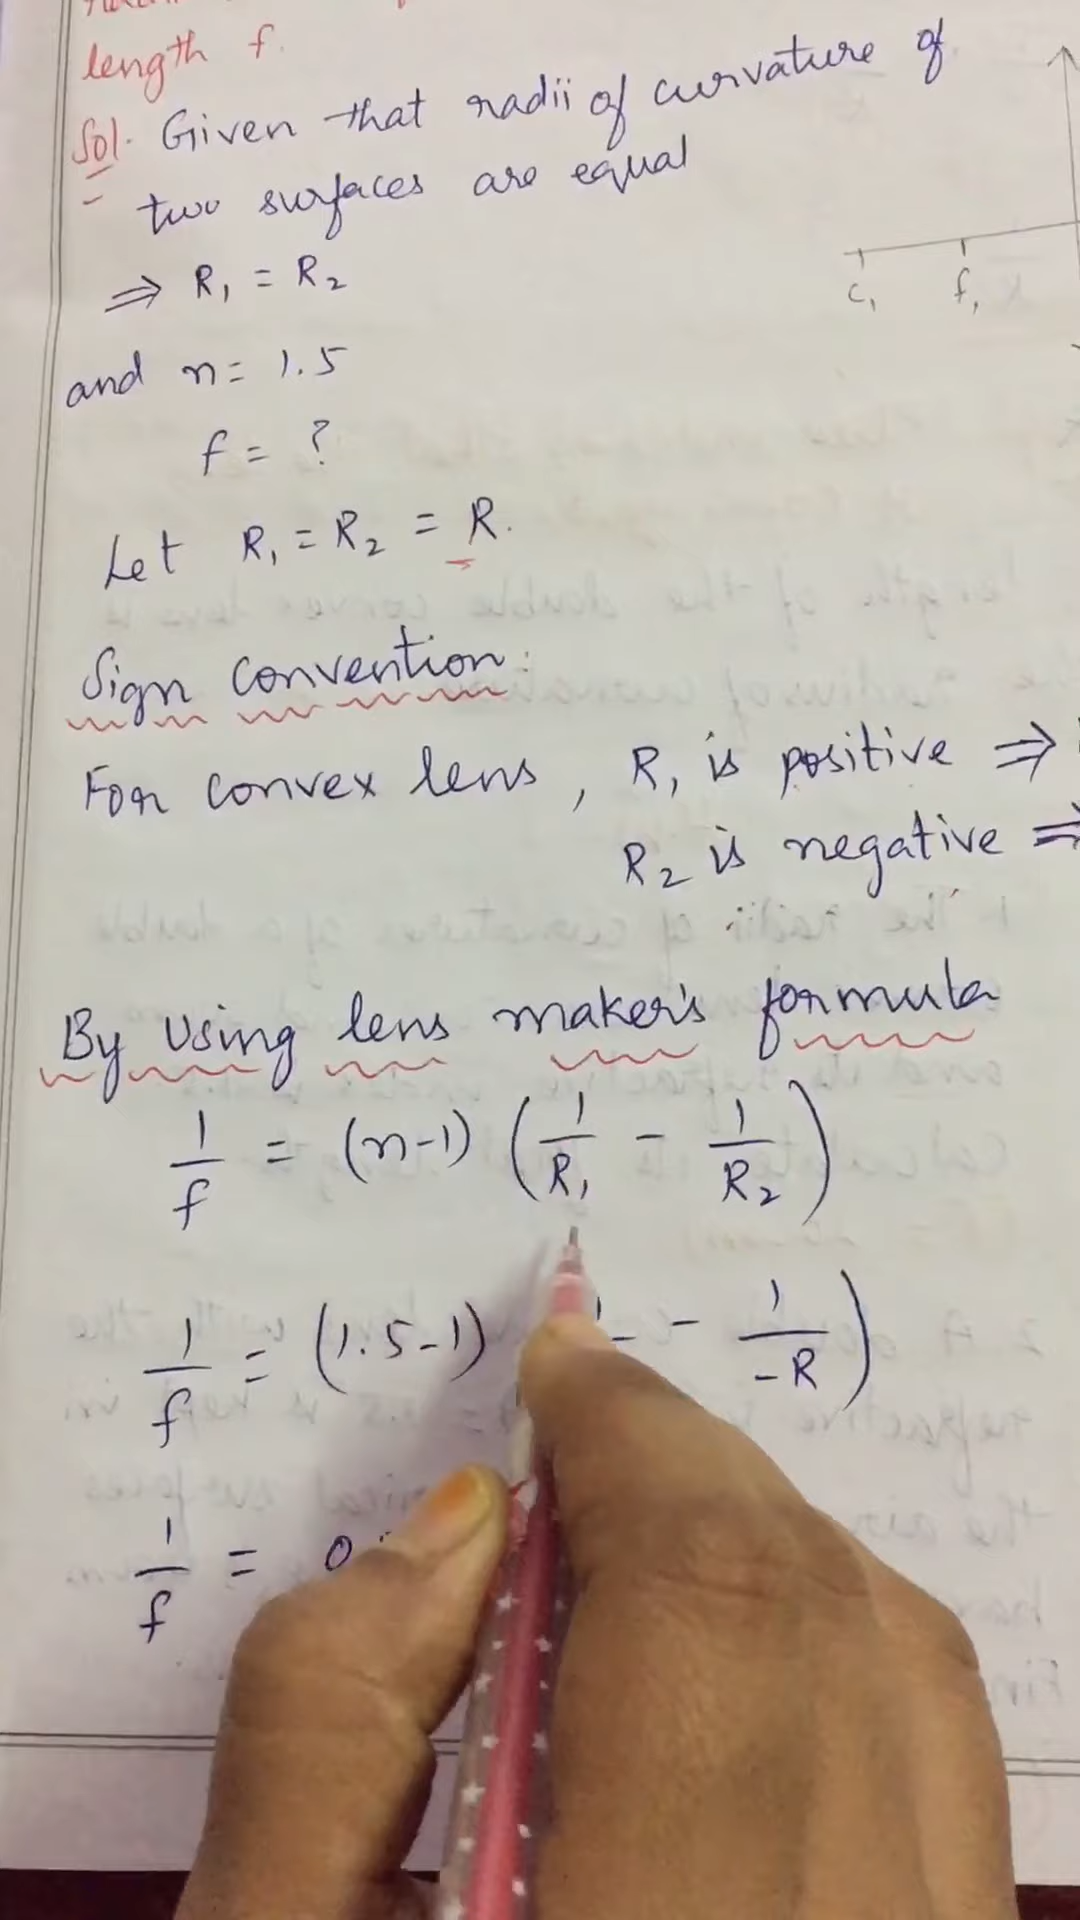 length f.
Sol. Given that radii of curvature of
two surfaces are equal
⇒ R₁ = R₂
and n = 1.5
f = ?
Let R₁ = R₂ = R.
Sign convention:
For convex lens, R₁ is positive ⇒
R₂ is negative ⇒
By using lens maker's formula
1/f = (n-1) (1/R₁ - 1/R₂)
1/f = (1.5-1) - 1/-R)
1/f = 0.
C₁ f₁